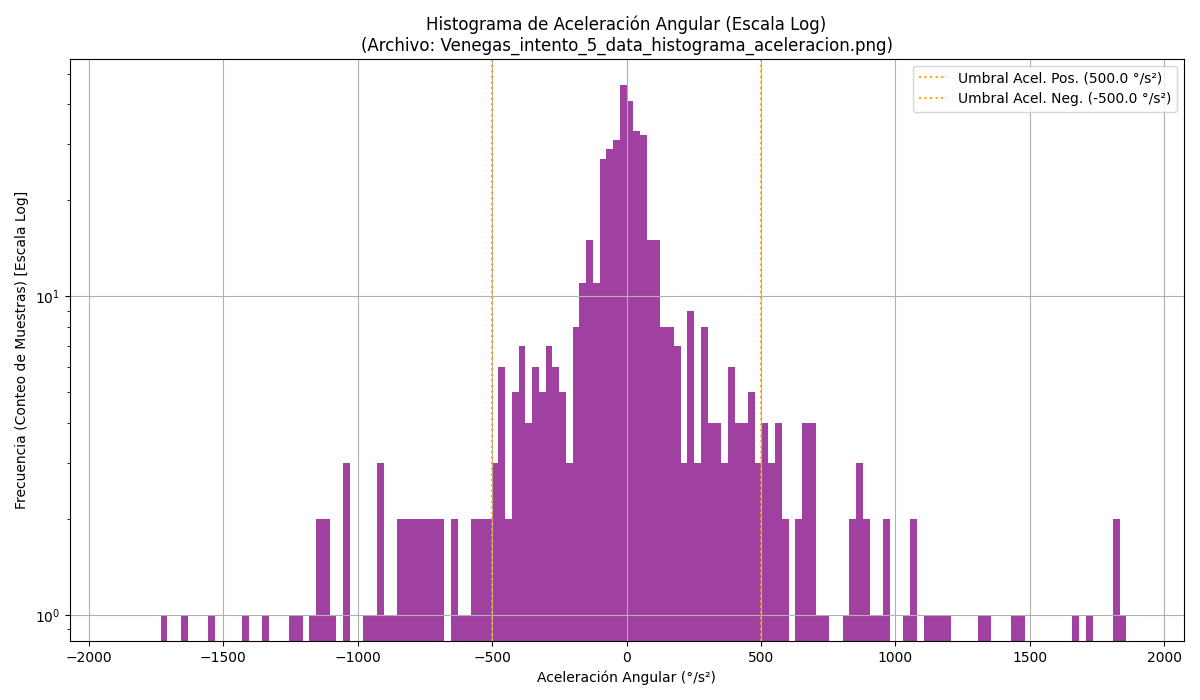 Histograma de Aceleración Angular (Escala Log)
(Archivo: Venegas_intento_5_data_histograma_aceleracion.png)
Umbral Acel. Pos. (500.0 °/s²)
Umbral Acel. Neg. (-500.0 °/s²)
Frecuencia (Conteo de Muestras) [Escala Log]
10¹
10⁰
−2000 −1500 −1000 −500 0 500 1000 1500 2000
Aceleración Angular (°/s²)